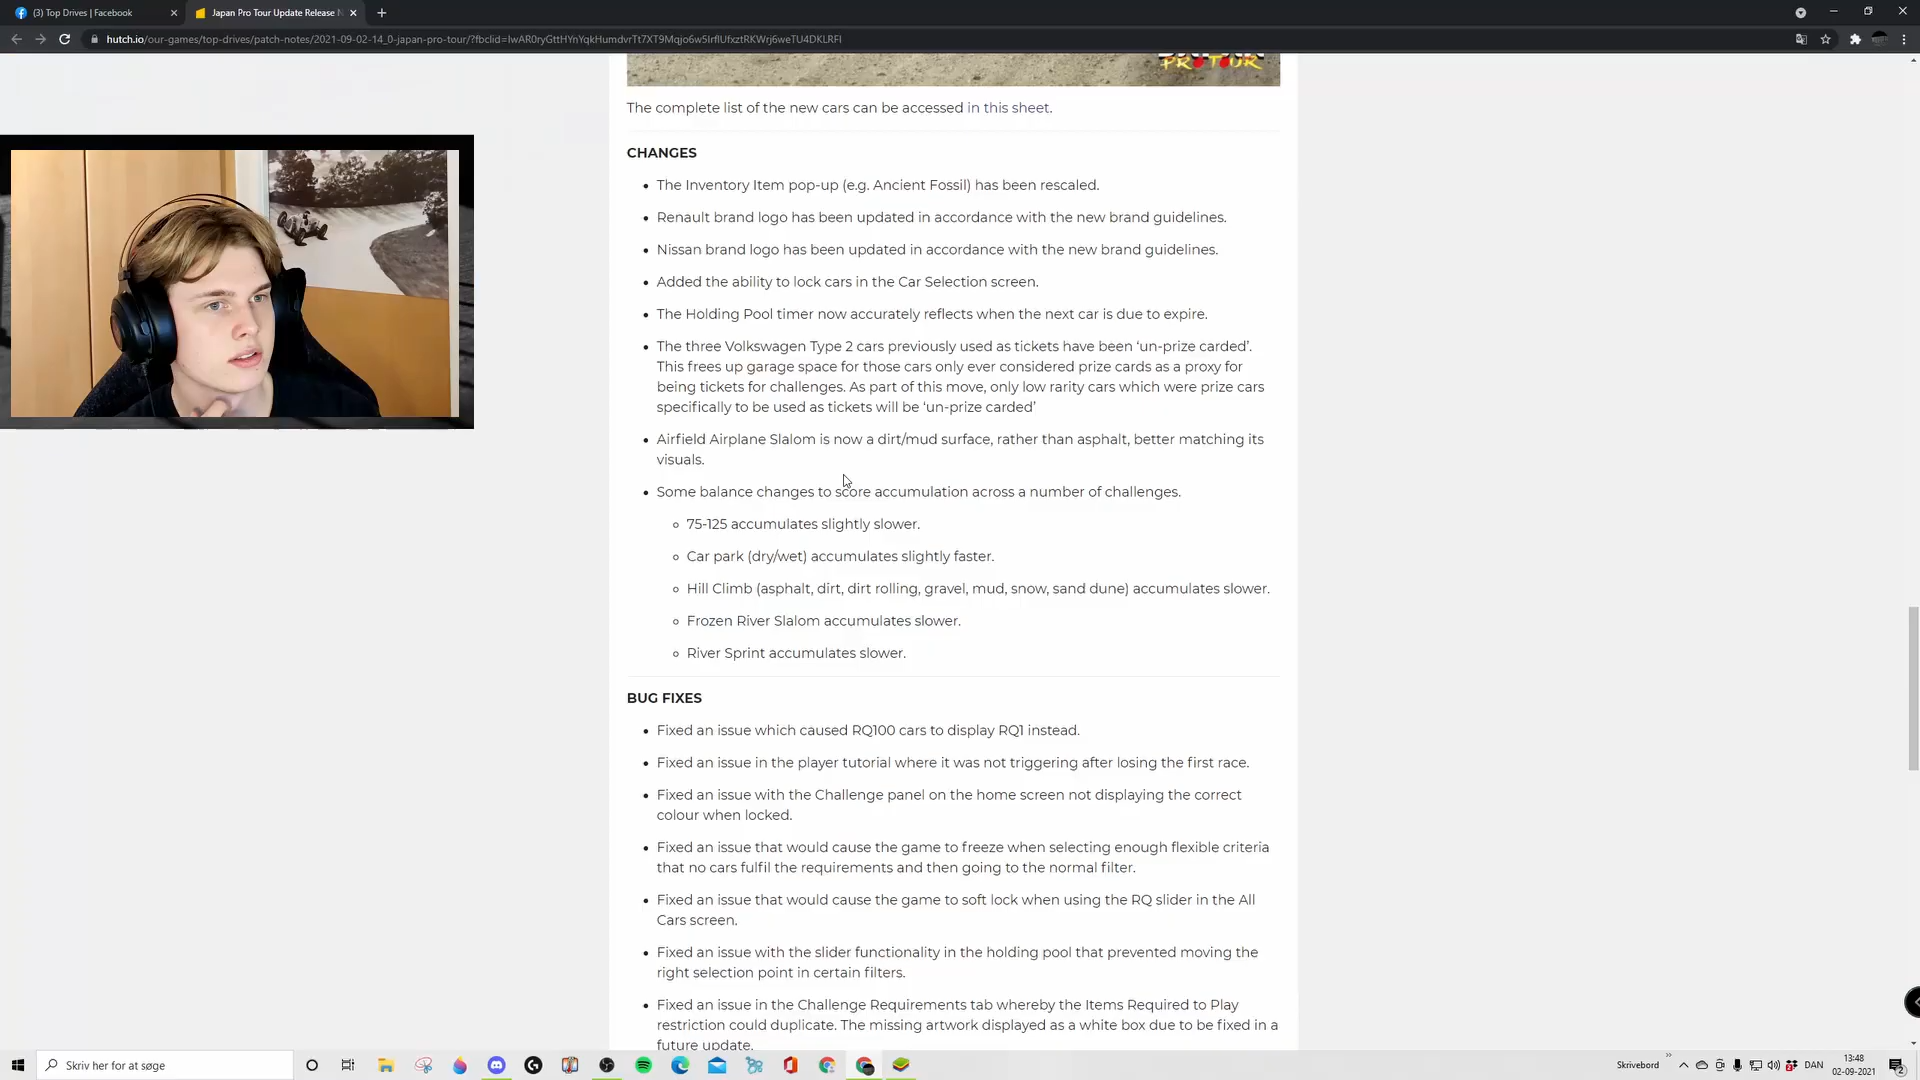 (3) Top Drives | Facebook
Japan Pro Tour Update Release N
hutch.io/our-games/top-drives/patch-notes/2021-09-02-14_0-japan-pro-tour/?fbclid=
PRO TOUR
The complete list of the new cars can be accessed in this sheet.
CHANGES
The Inventory Item pop-up (e.g. Ancient Fossil) has been rescaled.
Renault brand logo has been updated in accordance with the new brand guidelines.
Nissan brand logo has been updated in accordance with the new brand guidelines.
Added the ability to lock cars in the Car Selection screen.
The Holding Pool timer now accurately reflects when the next car is due to expire.
The three Volkswagen Type 2 cars previously used as tickets have been ‘un-prize carded’.
This frees up garage space for those cars only ever considered prize cards as a proxy for
being tickets for challenges. As part of this move, only low rarity cars which were prize cars
specifically to be used as tickets will be ‘un-prize carded’
Airfield Airplane Slalom is now a dirt/mud surface, rather than asphalt, better matching its
visuals.
Some balance changes to score accumulation across a number of challenges.
75-125 accumulates slightly slower.
Car park (dry/wet) accumulates slightly faster.
Hill Climb (asphalt, dirt, dirt rolling, gravel, mud, snow, sand dune) accumulates slower.
Frozen River Slalom accumulates slower.
River Sprint accumulates slower.
BUG FIXES
Fixed an issue which caused RQ100 cars to display RQ1 instead.
Fixed an issue in the player tutorial where it was not triggering after losing the first race.
Fixed an issue with the Challenge panel on the home screen not displaying the correct
colour when locked.
Fixed an issue that would cause the game to freeze when selecting enough flexible criteria
that no cars fulfil the requirements and then going to the normal filter.
Fixed an issue that would cause the game to soft lock when using the RQ slider in the All
Cars screen.
Fixed an issue with the slider functionality in the holding pool that prevented moving the
right selection point in certain filters.
Fixed an issue in the Challenge Requirements tab whereby the Items Required to Play
restriction could duplicate. The missing artwork displayed as a white box due to be fixed in a
future update.
Skriv her for at søge
Skrivebord
DAN
13:48
02-09-2021
2